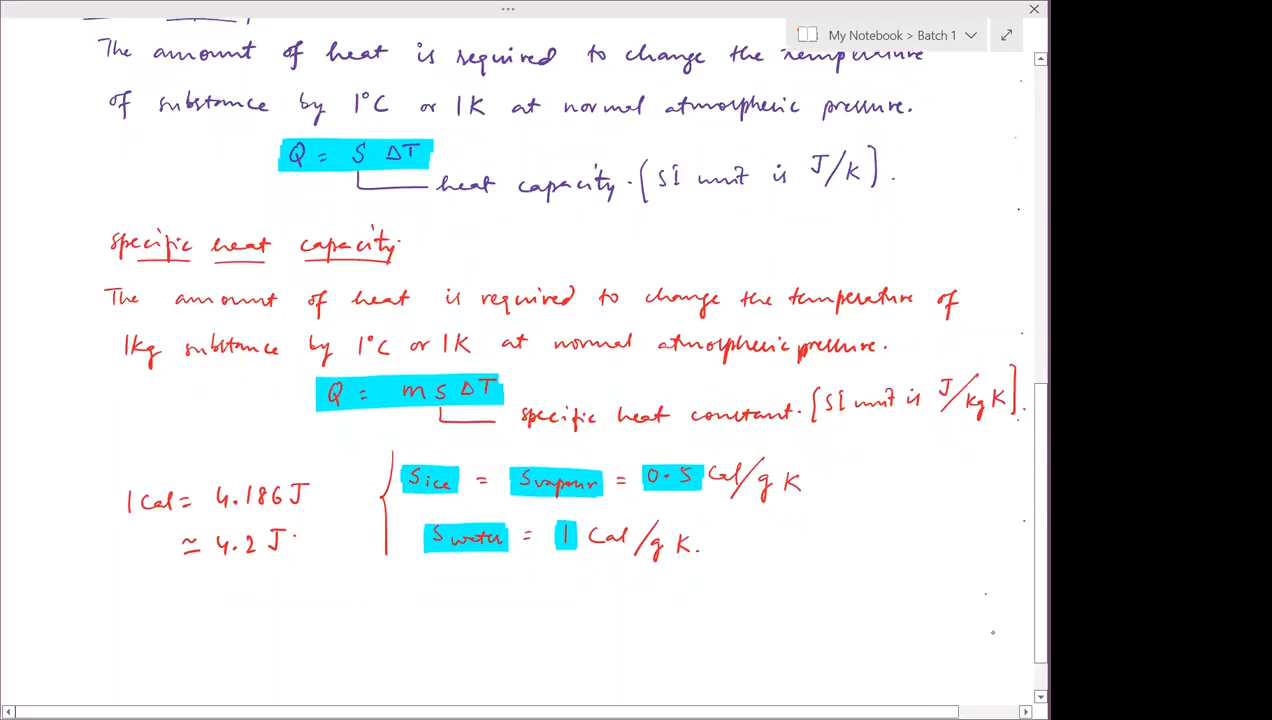 My Notebook > Batch 1
The amount of heat is required to change the temperature
of substance by 1°C or 1K at normal atmospheric pressure.
Q = S ΔT
heat capacity. [SI unit is J/K].
specific heat capacity.
The amount of heat is required to change the temperature of
1kg substance by 1°C or 1K at normal atmospheric pressure.
Q = m s ΔT
specific heat constant. [SI unit is J/kg K].
1 Cal = 4.186 J
≃ 4.2 J.
Sice = Svapour = 0.5 Cal/g K
Swater = 1 Cal/g K.